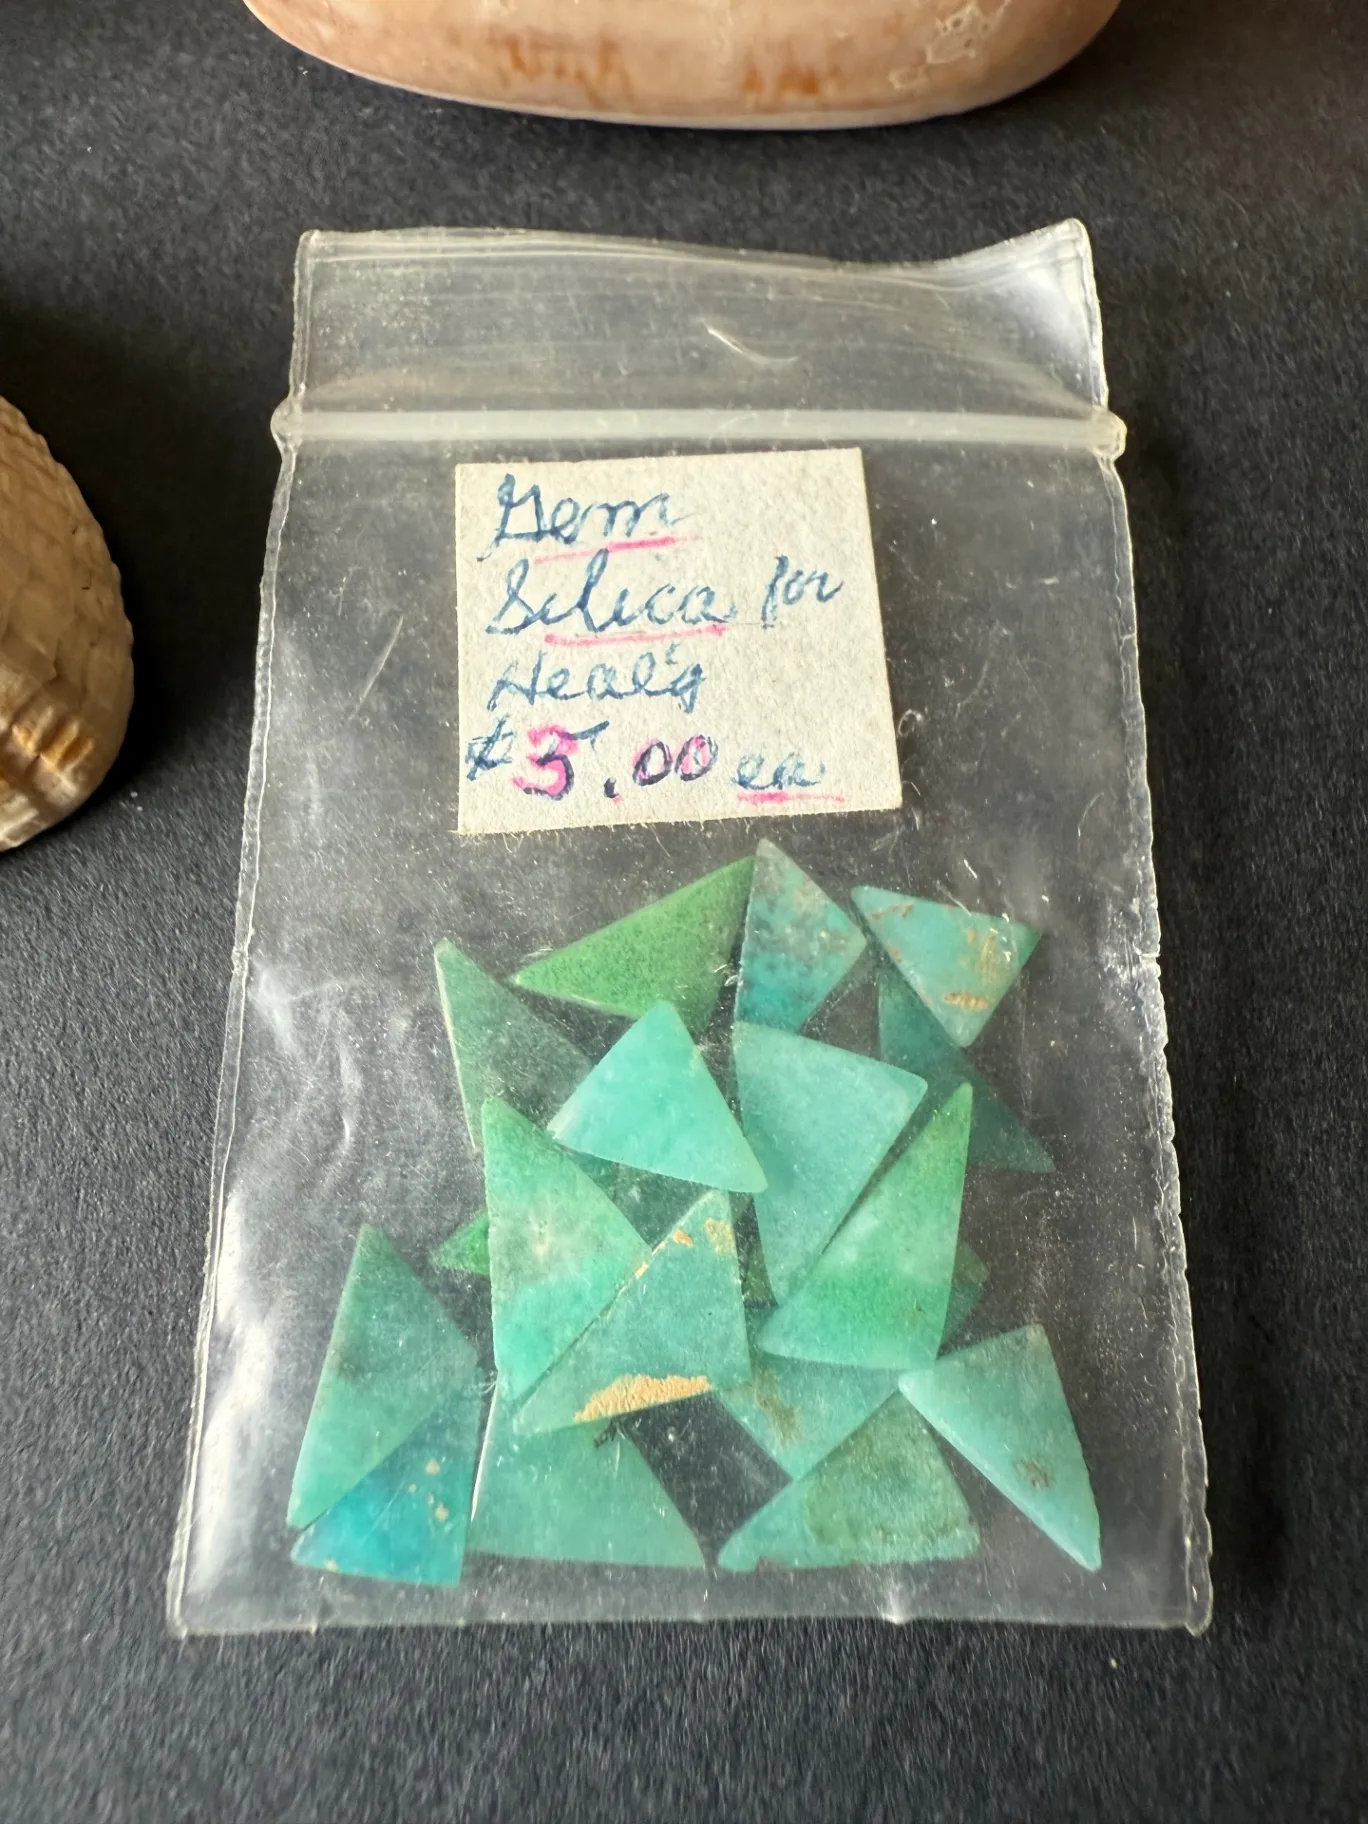 Gem
Silica for
Heal'g
$5.00 ea